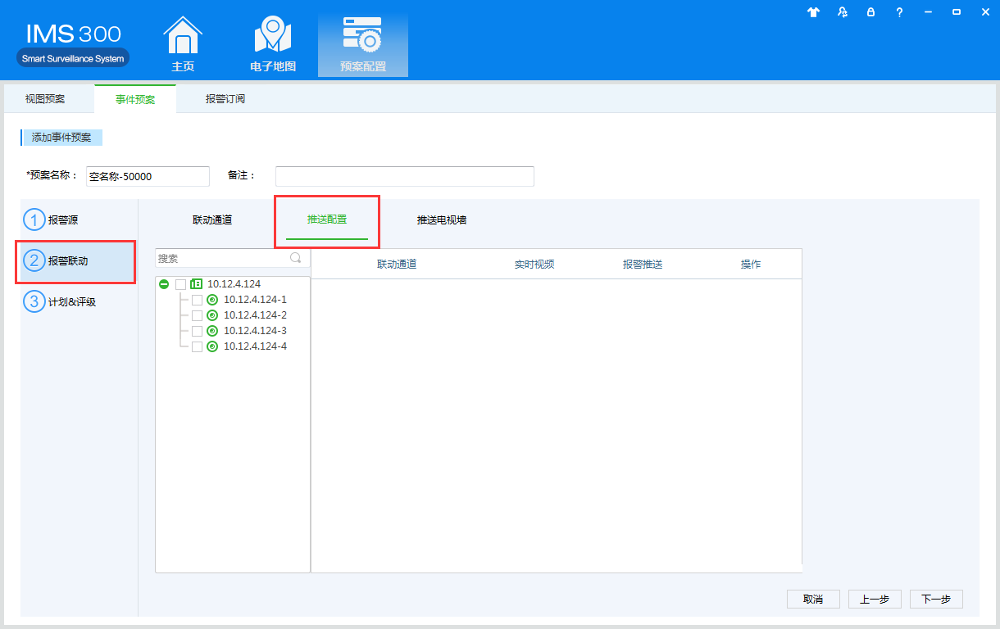 IMS 300
Smart Surveillance System
主页
电子地图
预案配置
?
视图预案
事件预案
报警订阅
添加事件预案
*预案名称：
空名称-50000
备注：
1 报警源
2 报警联动
3 计划&评级
联动通道
推送配置
推送电视墙
搜索
联动通道
实时视频
报警推送
操作
10.12.4.124
10.12.4.124-1
10.12.4.124-2
10.12.4.124-3
10.12.4.124-4
取消
上一步
下一步